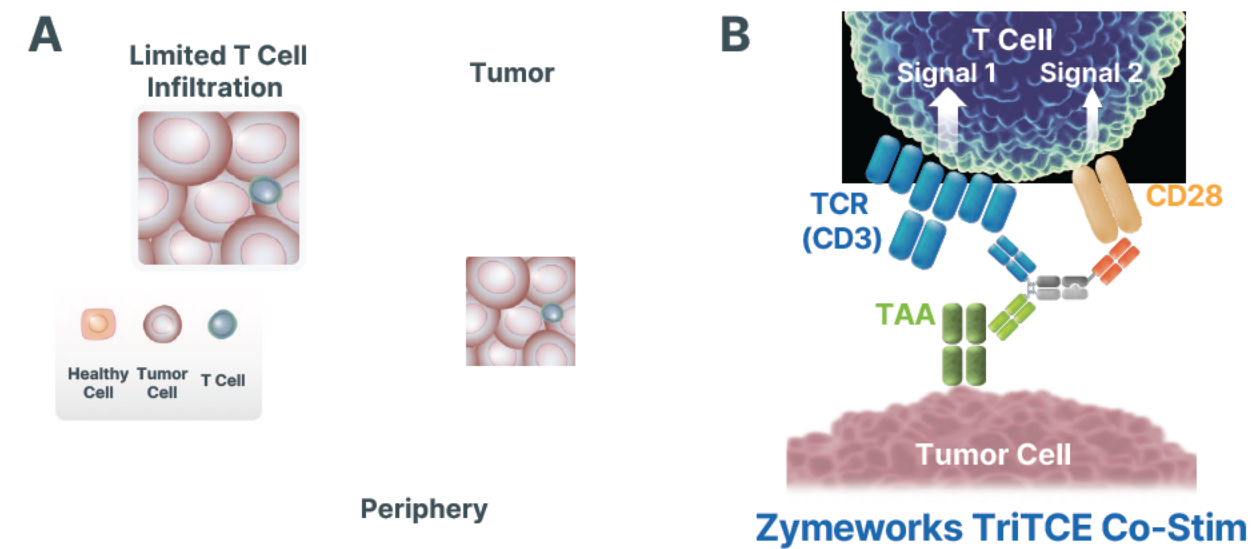 A
Limited T Cell
Infiltration
Tumor
Healthy
Cell
Tumor
Cell
T Cell
Periphery
B
T Cell
Signal 1
Signal 2
TCR
(CD3)
CD28
TAA
Tumor Cell
Zymeworks TriTCE Co-Stim